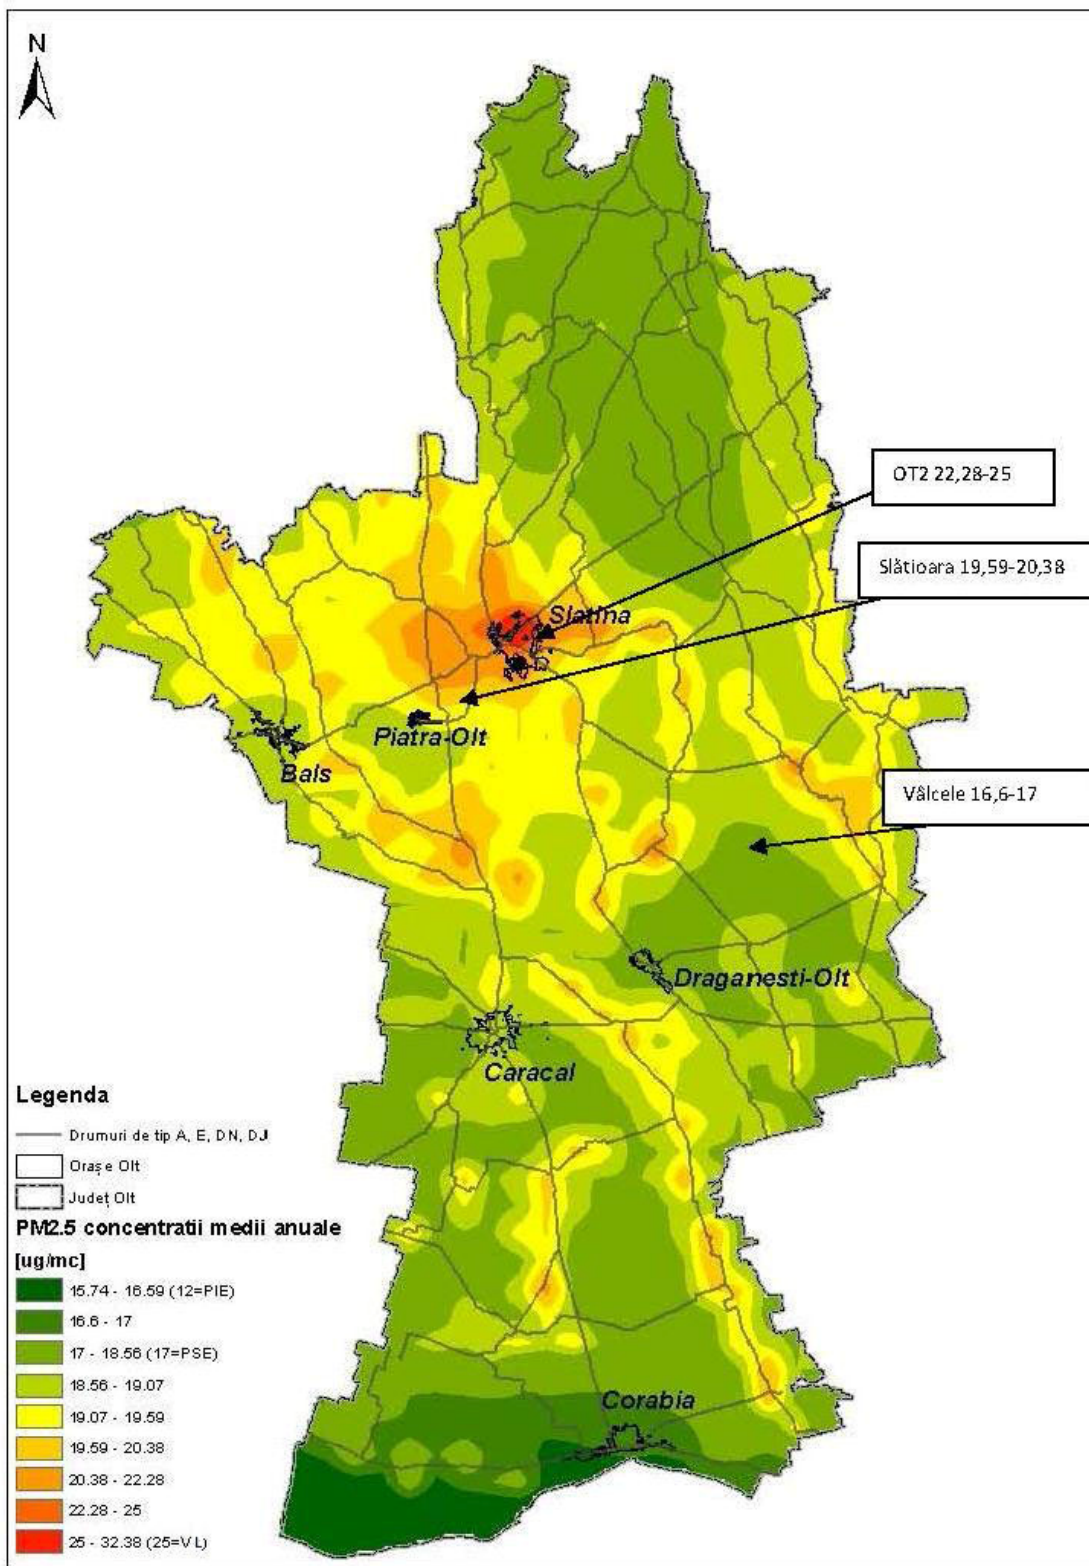 N
OT2 22,28-25
Slătioara 19,59-20,38
Slatina
Piatra-Olt
Bals
Vâlcele 16,6-17
Draganesti-Olt
Caracal
Corabia
Legenda
Drumuri de tip A, E, DN, DJ
Orașe Olt
Județ Olt
PM2.5 concentratii medii anuale
[ug/mc]
15.74 - 16.59 (12=PIE)
16.6 - 17
17 - 18.56 (17=PSE)
18.56 - 19.07
19.07 - 19.59
19.59 - 20.38
20.38 - 22.28
22.28 - 25
25 - 32.38 (25=VL)